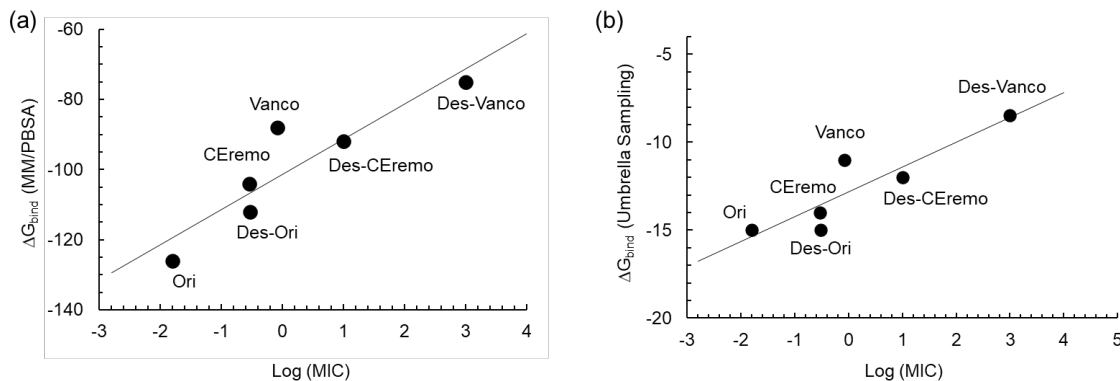 (a)
-60
-80
-100
-120
-140
ΔGbind (MM/PBSA)
Vanco
Des-Vanco
CEremo
Des-CEremo
Des-Ori
Ori
-3 -2 -1 0 1 2 3 4
Log (MIC)
(b)
-5
-10
-15
-20
ΔGbind (Umbrella Sampling)
Des-Vanco
Vanco
CEremo
Des-CEremo
Ori
Des-Ori
-3 -2 -1 0 1 2 3 4 5
Log (MIC)